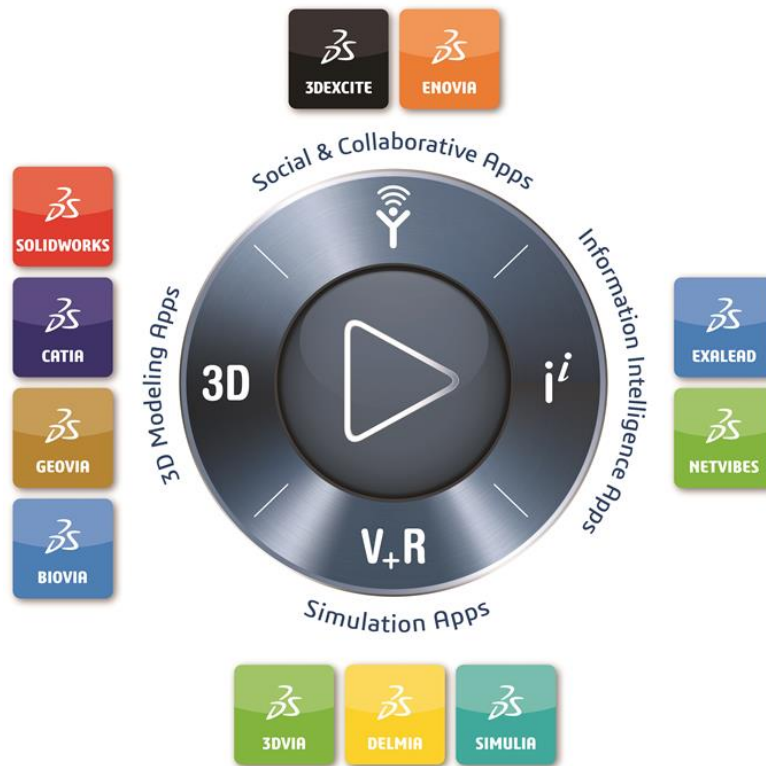 3DEXCITE
ENOVIA
Social & Collaborative Apps
SOLIDWORKS
CATIA
GEOVIA
BIOVIA
3D Modeling Apps
3D
iⁱ
Information Intelligence Apps
EXALEAD
NETVIBES
V+R
Simulation Apps
3DVIA
DELMIA
SIMULIA